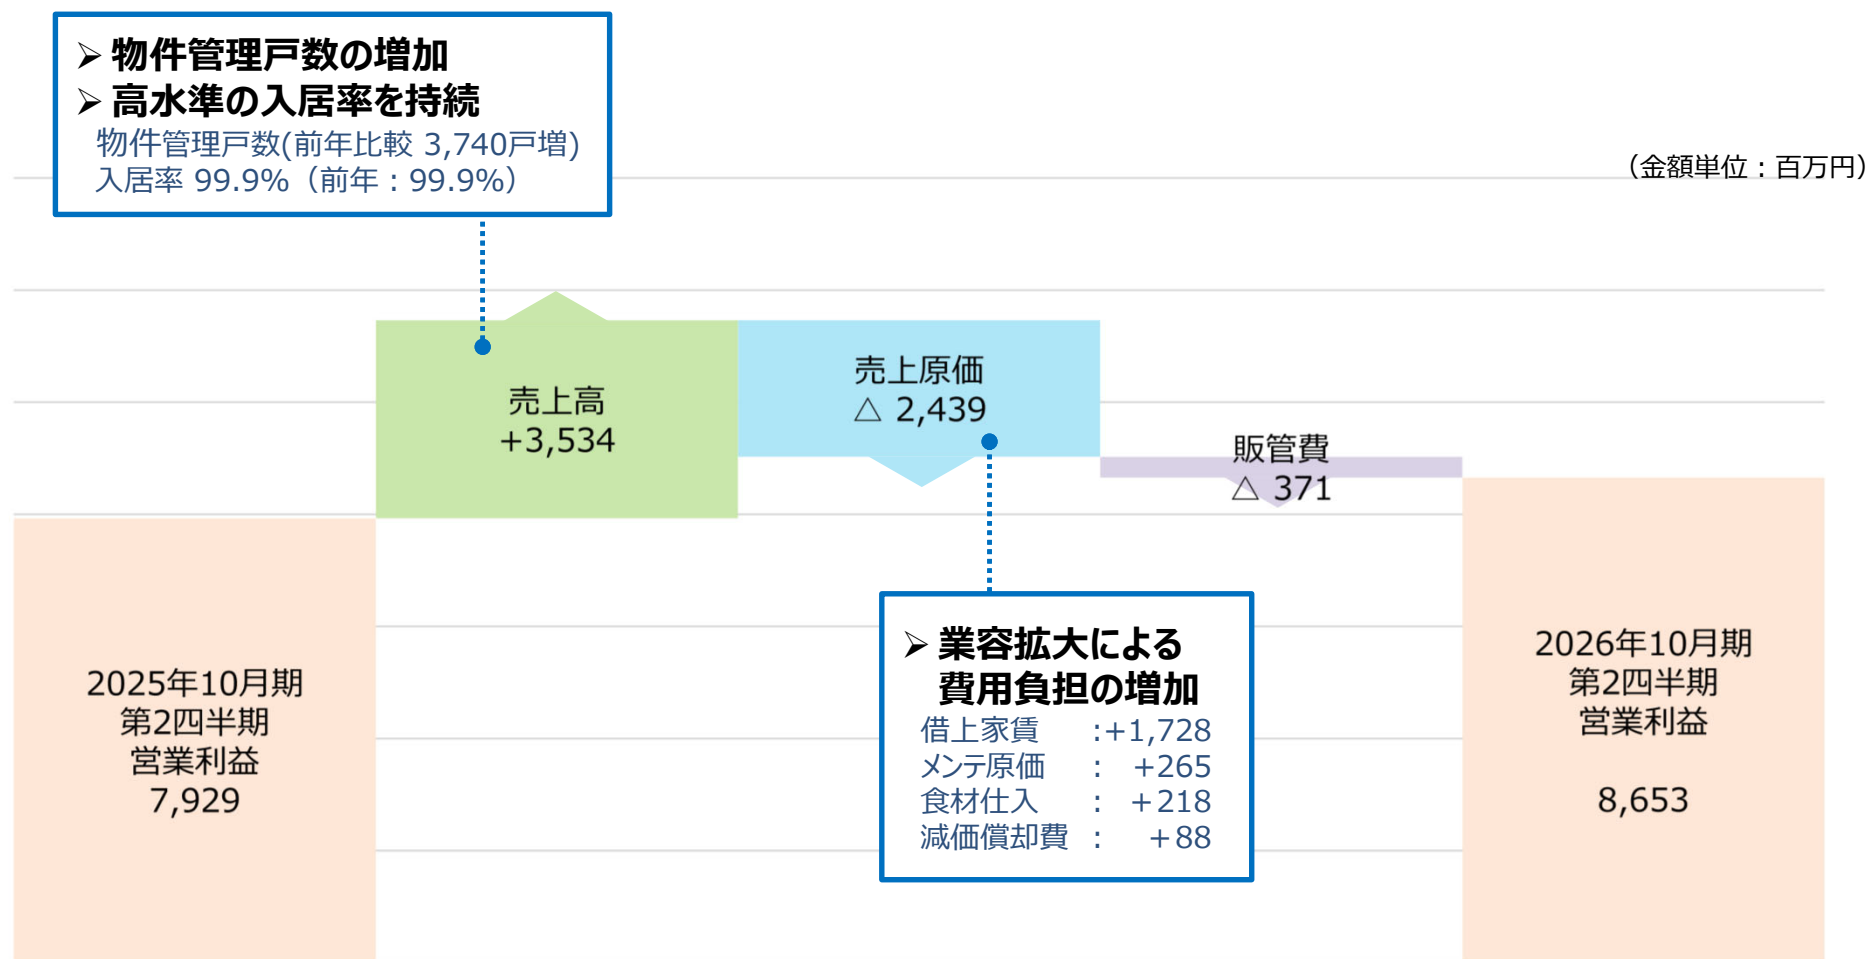 ➢ 物件管理戸数の増加
➢ 高水準の入居率を持続
物件管理戸数(前年比較 3,740戸増)
入居率 99.9%（前年：99.9%）
（金額単位：百万円）
売上高
+3,534
売上原価
△ 2,439
販管費
△ 371
2025年10月期
第2四半期
営業利益
7,929
➢ 業容拡大による
費用負担の増加
借上家賃 :+1,728
メンテ原価 : +265
食材仕入 : +218
減価償却費 : +88
2026年10月期
第2四半期
営業利益
8,653